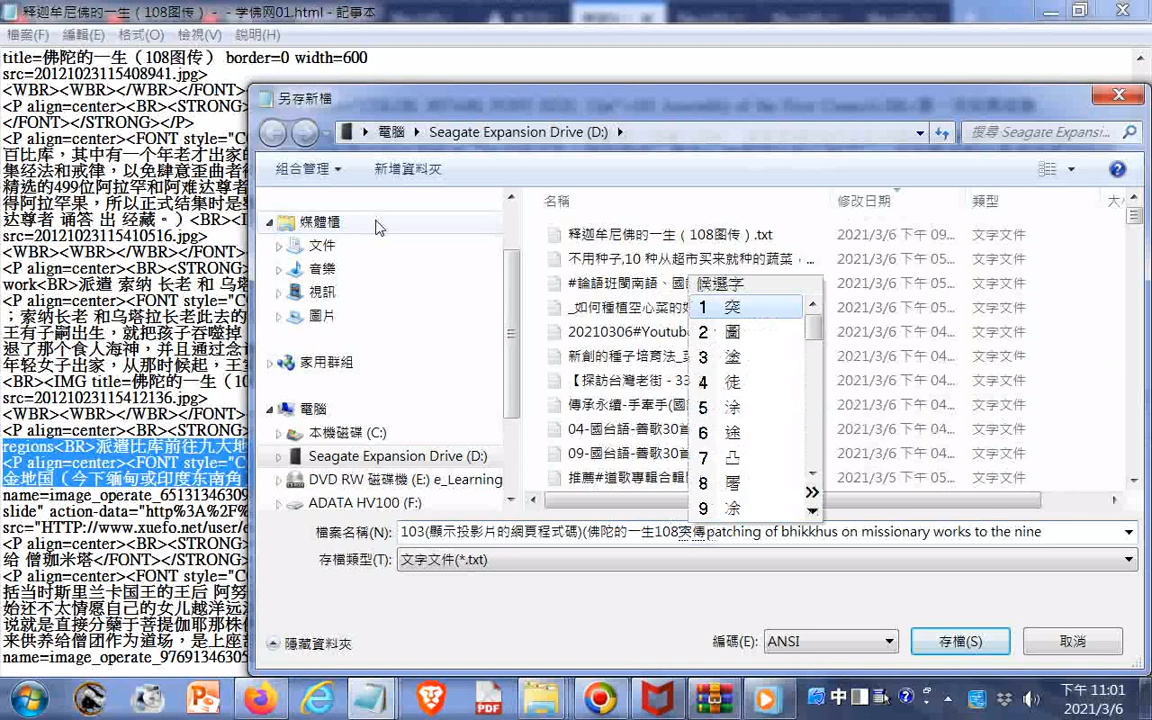 释迦牟尼佛的一生（108图传） - - 学佛网01.html - 記事本
檔案(F) 編輯(E) 格式(O) 檢視(V) 說明(H)
title=佛陀的一生（108图传） border=0 width=600
src=20121023115408941.jpg>
<WBR><WBR></WBR></FONT>
<P align=center><BR><STRONG>
</FONT></STRONG></P>
<P align=center><FONT style="C
百比库，其中有一个年老才出家的
集经法和戒律，以免肆意歪曲者得
精选的499位阿拉罕和阿难达尊者
得阿拉罕果，所以正式结集时是
达尊者 诵答 出 经藏。）<BR><I
src=20121023115410516.jpg>
<WBR><WBR></WBR></FONT>
<P align=center><BR><STRONG>
work<BR>派遣 索纳 长老 和 乌塔
；索纳长老 和乌塔拉长老此去的
王有子嗣出生，就把孩子吞噬掉
退了那个食人海神，并且通过念诵
年轻女子出家，从那时候起，王室
<BR><IMG title=佛陀的一生（10
src=20121023115412136.jpg>
<WBR><WBR></WBR></FONT>
<P align=center><BR><STRONG>
regions<BR>派遣比库前往九大地
<P align=center><FONT style="C
金地国（今下缅甸或印度东南角
name=image_operate_6513134630
slide" action-data="http%3A%2F%
src="HTTP://www.xuefo.net/user/e
给 僧珈米塔</FONT></STRONG>
<P align=center><FONT style="C
括当时斯里兰卡国王的王后 阿努
始还不太情愿自己的女儿越洋远
说就是直接分蘖于菩提伽耶那株
来供养给僧团作为道场，是上座部
name=image_operate_9769134630
另存新檔
電腦 Seagate Expansion Drive (D:)
搜尋 Seagate Expansi...
組合管理 新增資料夾
媒體櫃
文件
音樂
視訊
圖片
家用群組
電腦
本機磁碟 (C:)
Seagate Expansion Drive (D:)
DVD RW 磁碟機 (E:) e_Learning
ADATA HV100 (F:)
名稱 修改日期 類型 大
释迦牟尼佛的一生（108图传）.txt 2021/3/6 下午 09... 文字文件
不用种子,10 种从超市买来就种的蔬菜，... 2021/3/6 下午 05... 文字文件
#論語班閩南語、國 2021/3/6 下午 05... 文字文件
_如何種植空心菜的 2021/3/6 下午 05... 文字文件
20210306#Youtub 2021/3/6 下午 05... 文字文件
新創的種子培育法_ 2021/3/6 下午 04... 文字文件
【探訪台灣老街 - 33 2021/3/6 下午 04... 文字文件
傳承永續-手牽手(國 2021/3/6 下午 04... 文字文件
04-國台語-善歌30首 2021/3/6 下午 04... 文字文件
09-國台語-善歌30首 2021/3/6 下午 04... 文字文件
推薦#道歌專輯合輯 2021/3/6 下午 04... 文字文件
候選字
1 突
2 圖
3 塗
4 徒
5 涂
6 途
7 凸
8 屠
9 凃
檔案名稱(N): 103(顯示投影片的網頁程式碼)(佛陀的一生108突傳patching of bhikkhus on missionary works to the nine
存檔類型(T): 文字文件(*.txt)
隱藏資料夾 編碼(E): ANSI 存檔(S) 取消
中
下午 11:01
2021/3/6